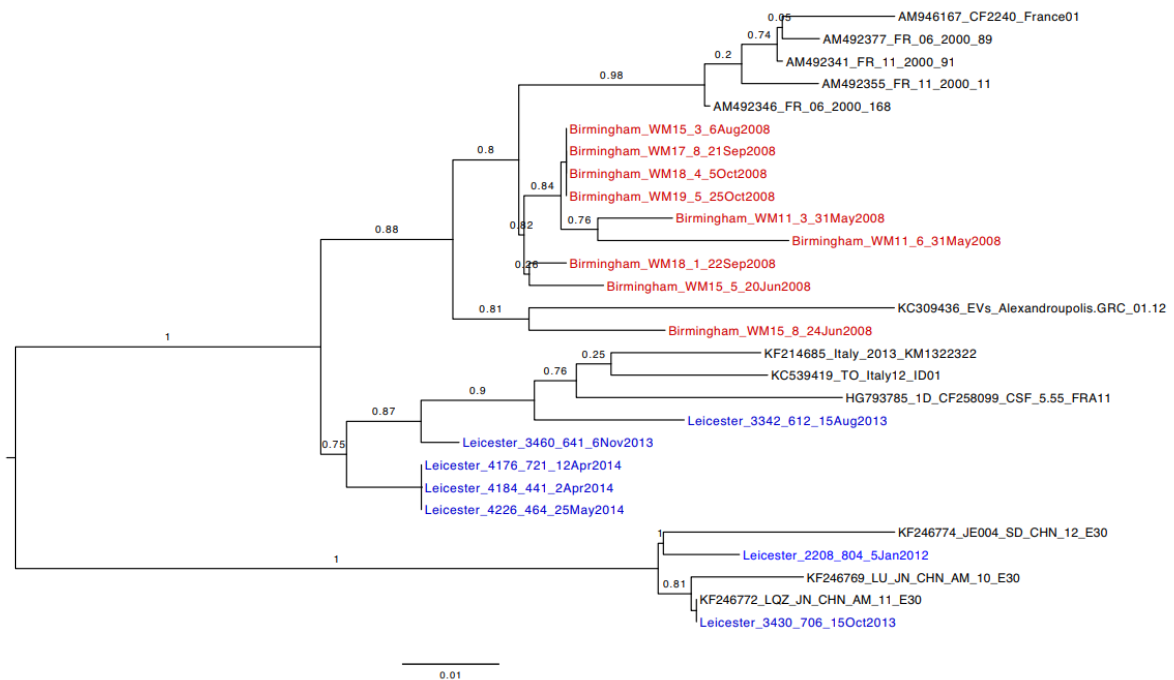 0.05
AM946167_CF2240_France01
0.74
AM492377_FR_06_2000_89
0.2
AM492341_FR_11_2000_91
0.98
AM492355_FR_11_2000_11
AM492346_FR_06_2000_168
Birmingham_WM15_3_6Aug2008
0.8
Birmingham_WM17_8_21Sep2008
Birmingham_WM18_4_5Oct2008
0.84
Birmingham_WM19_5_25Oct2008
0.76
Birmingham_WM11_3_31May2008
0.82
0.88
Birmingham_WM11_6_31May2008
0.26
Birmingham_WM18_1_22Sep2008
Birmingham_WM15_5_20Jun2008
KC309436_EVs_Alexandroupolis.GRC_01.12
0.81
Birmingham_WM15_8_24Jun2008
1
0.25
KF214685_Italy_2013_KM1322322
0.76
KC539419_TO_Italy12_ID01
0.9
HG793785_1D_CF258099_CSF_5.55_FRA11
0.87
Leicester_3342_612_15Aug2013
0.75
Leicester_3460_641_6Nov2013
Leicester_4176_721_12Apr2014
Leicester_4184_441_2Apr2014
Leicester_4226_464_25May2014
1
KF246774_JE004_SD_CHN_12_E30
1
Leicester_2208_804_5Jan2012
0.81
KF246769_LU_JN_CHN_AM_10_E30
KF246772_LQZ_JN_CHN_AM_11_E30
Leicester_3430_706_15Oct2013
0.01